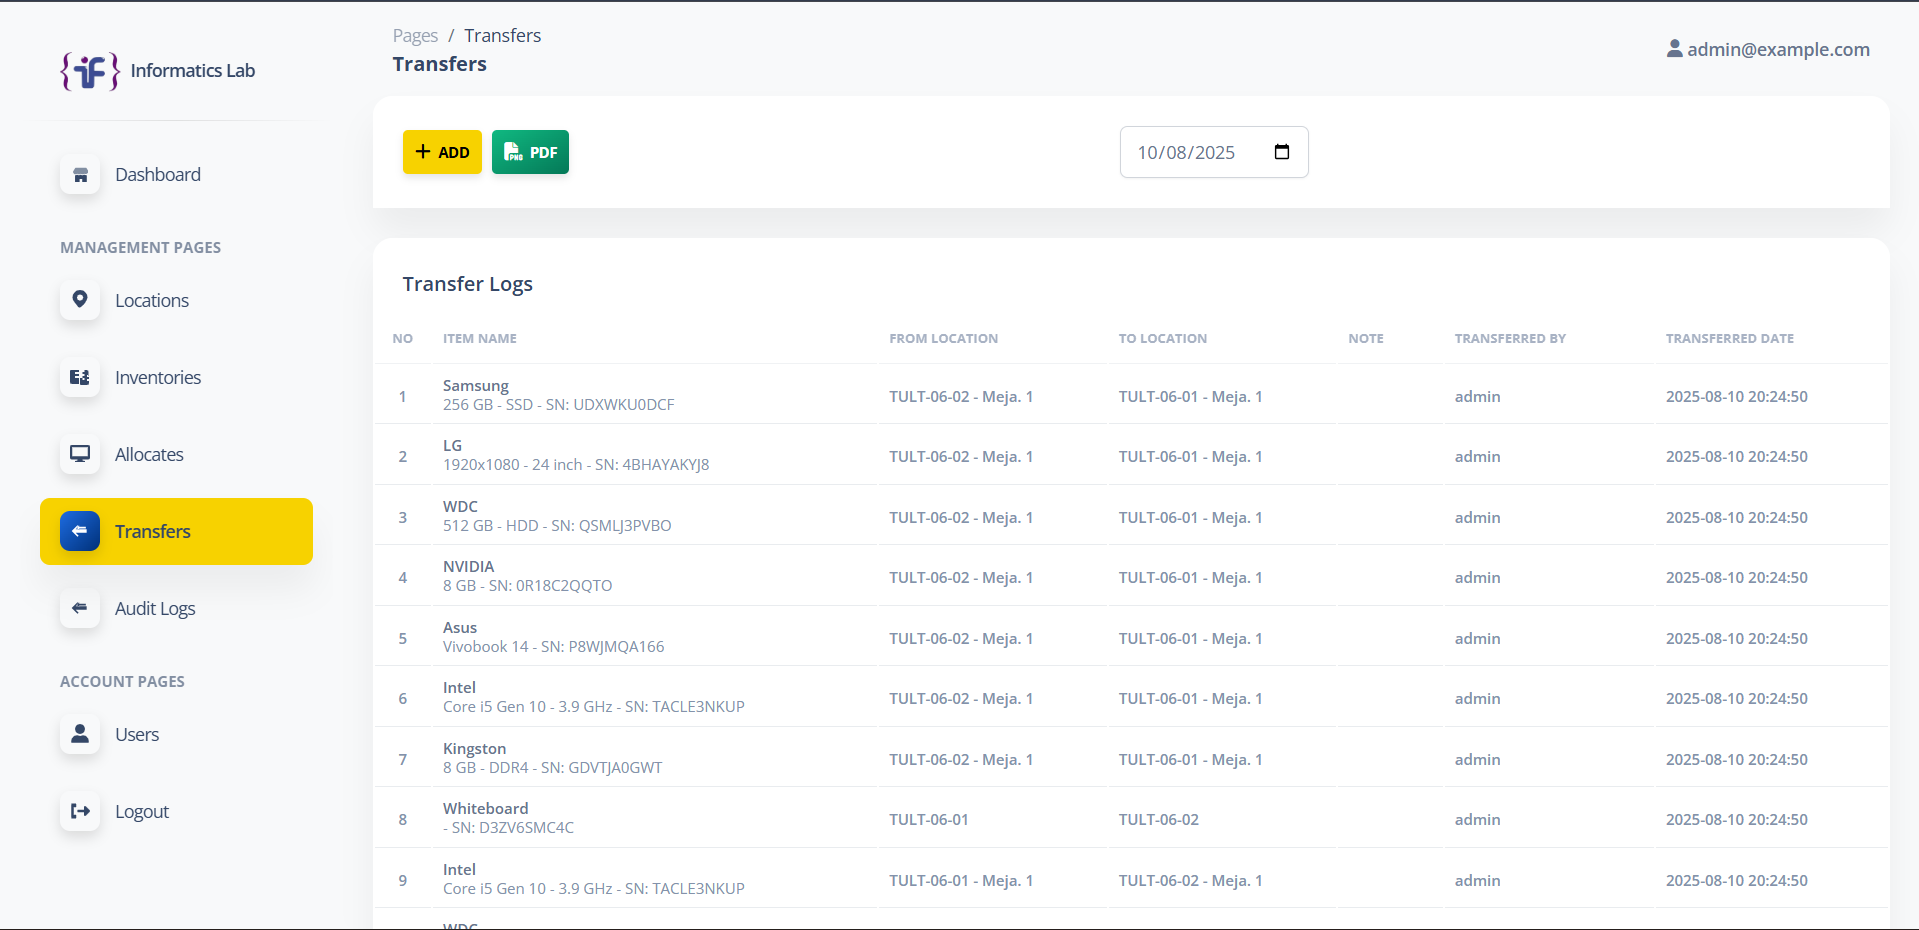 Pages / Transfers
Transfers
admin@example.com
{iF} Informatics Lab
Dashboard
MANAGEMENT PAGES
Locations
Inventories
Allocates
Transfers
Audit Logs
ACCOUNT PAGES
Users
Logout
+ ADD
PNG PDF
10/08/2025
Transfer Logs
NO ITEM NAME FROM LOCATION TO LOCATION NOTE TRANSFERRED BY TRANSFERRED DATE
Samsung
1 256 GB - SSD - SN: UDXWKU0DCF TULT-06-02 - Meja. 1 TULT-06-01 - Meja. 1 admin 2025-08-10 20:24:50
LG
2 1920x1080 - 24 inch - SN: 4BHAYAKYJ8 TULT-06-02 - Meja. 1 TULT-06-01 - Meja. 1 admin 2025-08-10 20:24:50
WDC
3 512 GB - HDD - SN: QSMLJ3PVBO TULT-06-02 - Meja. 1 TULT-06-01 - Meja. 1 admin 2025-08-10 20:24:50
NVIDIA
4 8 GB - SN: 0R18C2QQTO TULT-06-02 - Meja. 1 TULT-06-01 - Meja. 1 admin 2025-08-10 20:24:50
Asus
5 Vivobook 14 - SN: P8WJMQA166 TULT-06-02 - Meja. 1 TULT-06-01 - Meja. 1 admin 2025-08-10 20:24:50
Intel
6 Core i5 Gen 10 - 3.9 GHz - SN: TACLE3NKUP TULT-06-02 - Meja. 1 TULT-06-01 - Meja. 1 admin 2025-08-10 20:24:50
Kingston
7 8 GB - DDR4 - SN: GDVTJA0GWT TULT-06-02 - Meja. 1 TULT-06-01 - Meja. 1 admin 2025-08-10 20:24:50
Whiteboard
8 - SN: D3ZV6SMC4C TULT-06-01 TULT-06-02 admin 2025-08-10 20:24:50
Intel
9 Core i5 Gen 10 - 3.9 GHz - SN: TACLE3NKUP TULT-06-01 - Meja. 1 TULT-06-02 - Meja. 1 admin 2025-08-10 20:24:50
WDC